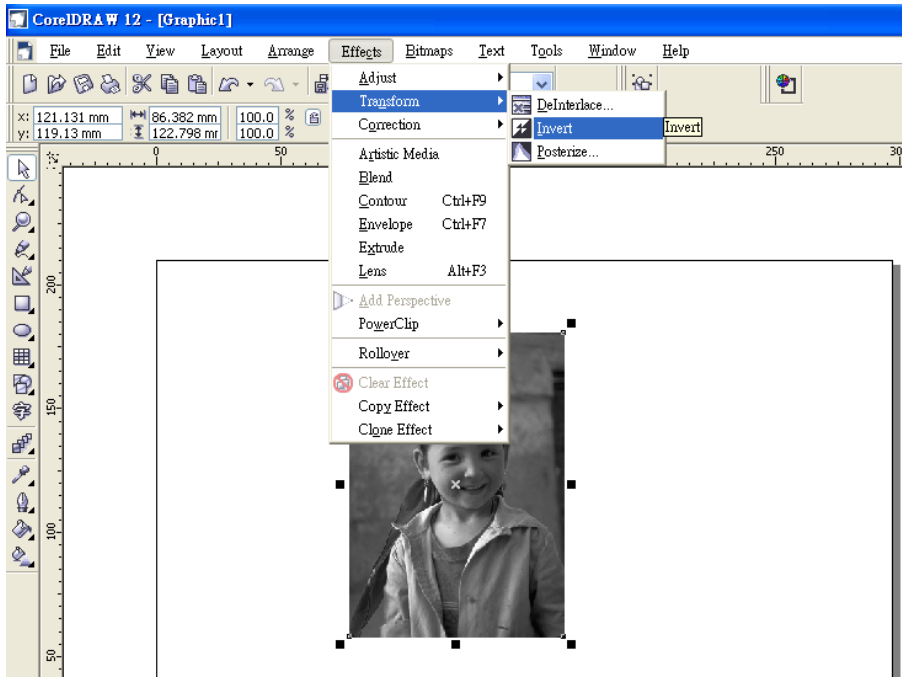 CorelDRAW 12 - [Graphic1]
File Edit View Layout Arrange Effects Bitmaps Text Tools Window Help
x: 121.131 mm 86.382 mm 100.0 %
y: 119.13 mm 122.798 mr 100.0 %
Adjust
Transform
Correction
Artistic Media
Blend
Contour Ctrl+F9
Envelope Ctrl+F7
Extrude
Lens Alt+F3
Add Perspective
PowerClip
Rollover
Clear Effect
Copy Effect
Clone Effect
DeInterlace...
Invert
Posterize...
Invert
0 50 250 30
200
150
100
50